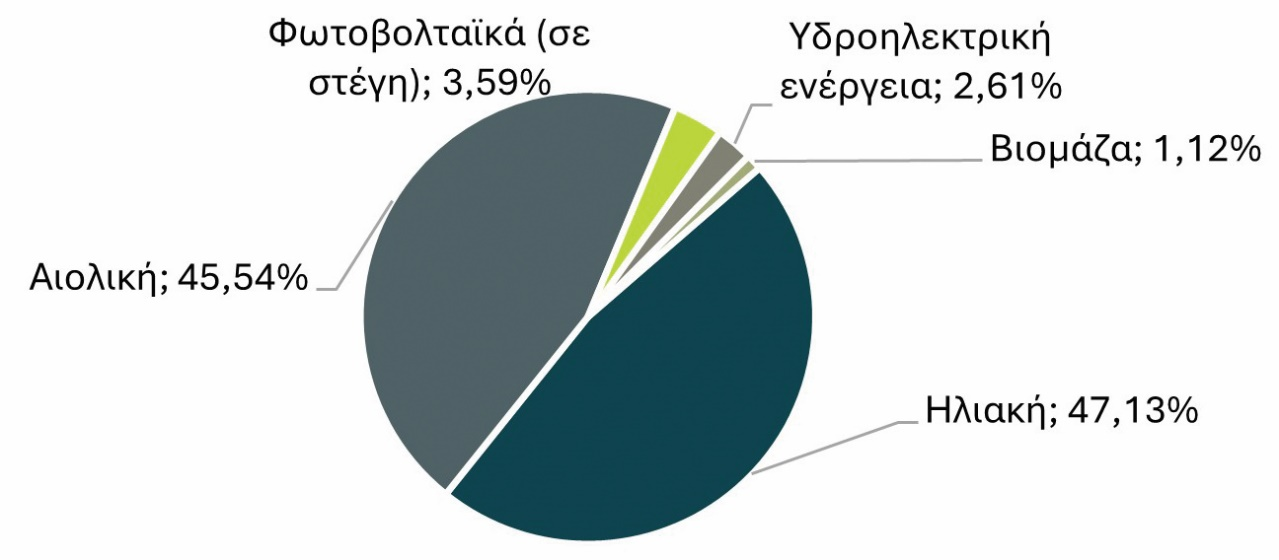 Φωτοβολταϊκά (σε
στέγη); 3,59%
Υδροηλεκτρική
ενέργεια; 2,61%
Βιομάζα; 1,12%
Αιολική; 45,54%
Ηλιακή; 47,13%